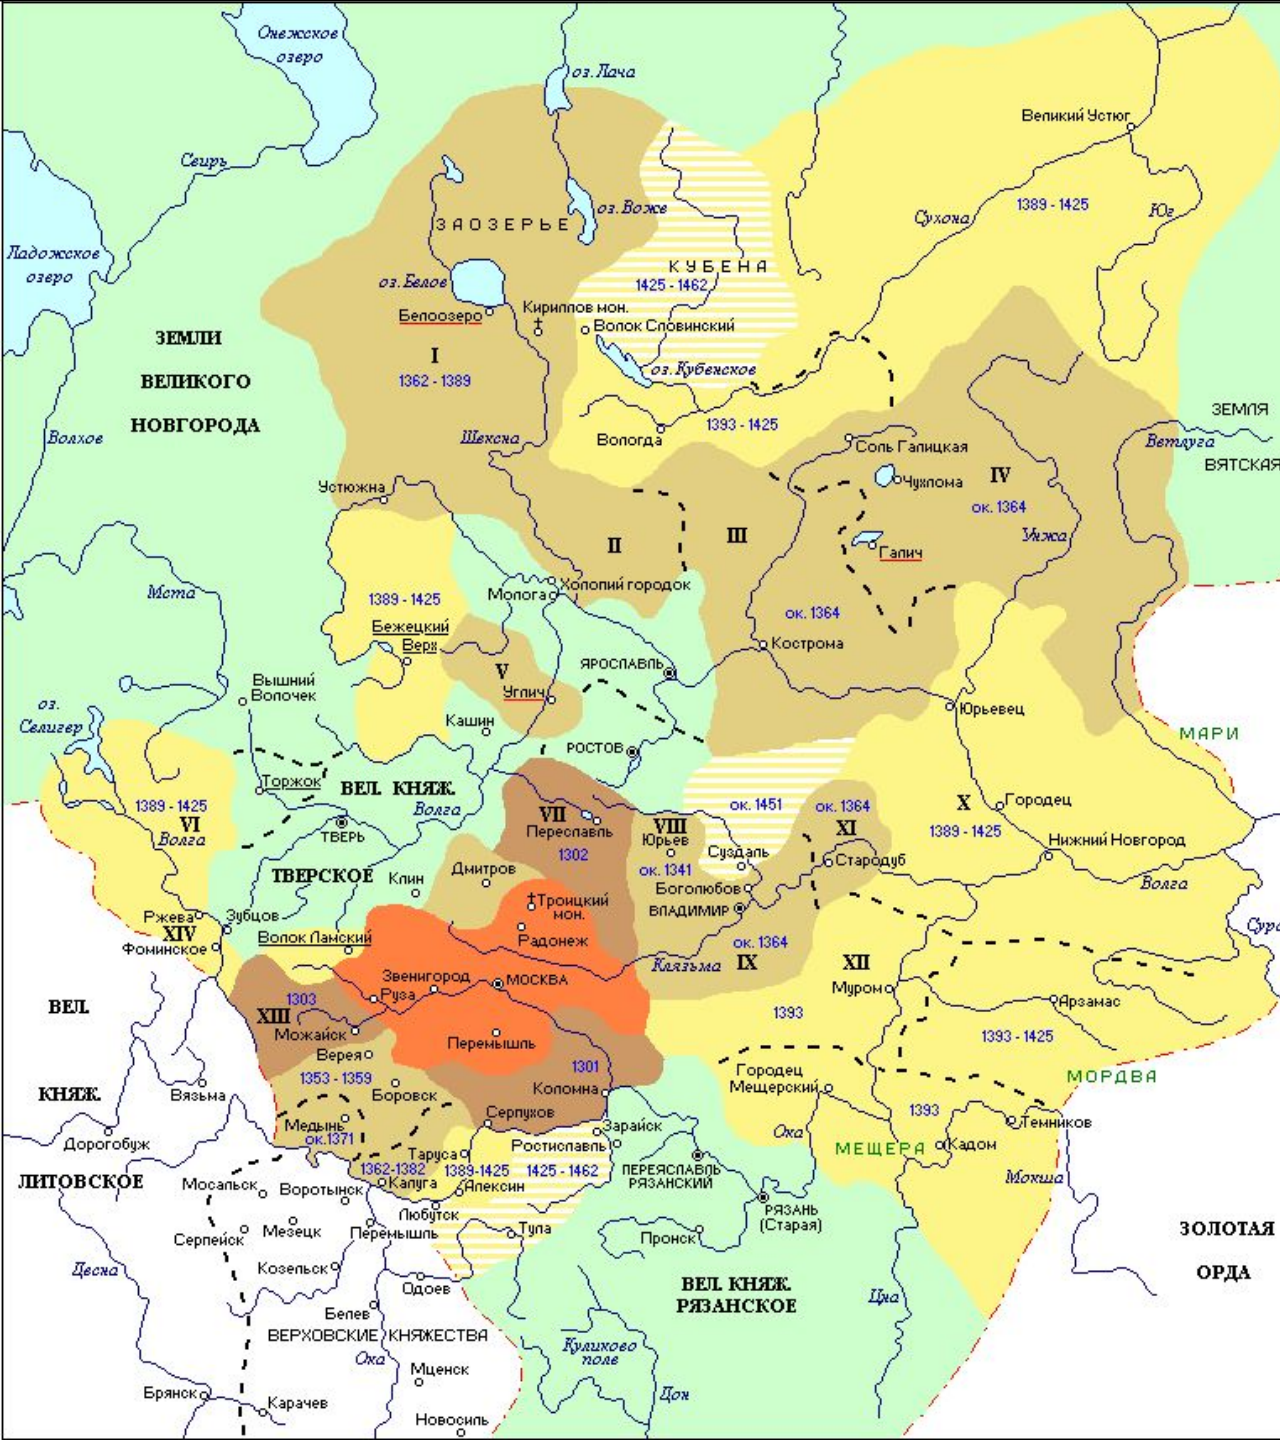 Онежское
озеро
оз. Лача
Великий Устюг
Свирь
1389 - 1425
Юг
оз. Воже
Сухона
ЗАОЗЕРЬЕ
Ладожское
озеро
КУБЕНА
1425 - 1462
оз. Белое
Кириллов мон.
Белоозеро
Волок Словинский
ЗЕМЛИ
ВЕЛИКОГО
НОВГОРОДА
I
1362 - 1389
оз. Кубенское
ЗЕМЛЯ
ВЯТСКАЯ
Волхов
Шексна
Вологда
1393 - 1425
Ветлуга
Соль Галицкая
Чухлома
IV
ок. 1364
Устюжна
II
III
Унжа
Галич
Мста
1389 - 1425
Холопий городок
Молога
ок. 1364
Бежецкий
Верх
Кострома
ЯРОСЛАВЛЬ
V
Углич
Вышний
Волочек
оз.
Селигер
Кашин
Юрьевец
РОСТОВ
МАРИ
Торжок
ВЕЛ. КНЯЖ.
Волга
1389 - 1425
VI
Волга
ТВЕРЬ
VII
Переславль
1302
VIII
Юрьев
ок. 1341
ок. 1451
ок. 1364
XI
X
1389 - 1425
Городец
Суздаль
Стародуб
Нижний Новгород
Волга
ТВЕРСКОЕ
Клин
Дмитров
Боголюбов
ВЛАДИМИР
Троицкий
мон.
Радонеж
Ржева
Зубцов
XIV
Фоминское
Волок Ламский
Сура
ок. 1364
Клязьма
IX
XII
Муром
Звенигород
МОСКВА
Руза
1303
XIII
Можайск
Арзамас
1393
1393 - 1425
ВЕЛ.
КНЯЖ.
ЛИТОВСКОЕ
Перемышль
Верея
1353 - 1359
Боровск
1301
Коломна
Городец
Мещерский
МОРДВА
Вязьма
Дорогобуж
Медынь
ок. 1371
Серпухов
Зарайск
Ростиславль
1393
Темников
Кадом
Ока
МЕЩЕРА
Мокша
Таруса
1362-1382
1389-1425
1425 - 1462
Калуга
Алексин
ПЕРЕЯСЛАВЛЬ
РЯЗАНСКИЙ
Мосальск
Воротынск
Любутск
РЯЗАНЬ
(Старая)
Серпейск
Мезецк
Перемышль
Тула
Пронск
ЗОЛОТАЯ
ОРДА
Козельск
Десна
Одоев
ВЕЛ. КНЯЖ.
РЯЗАНСКОЕ
Цна
Белев
ВЕРХОВСКИЕ КНЯЖЕСТВА
Ока
Куликово
поле
Мценск
Дон
Брянск
Карачев
Новосиль